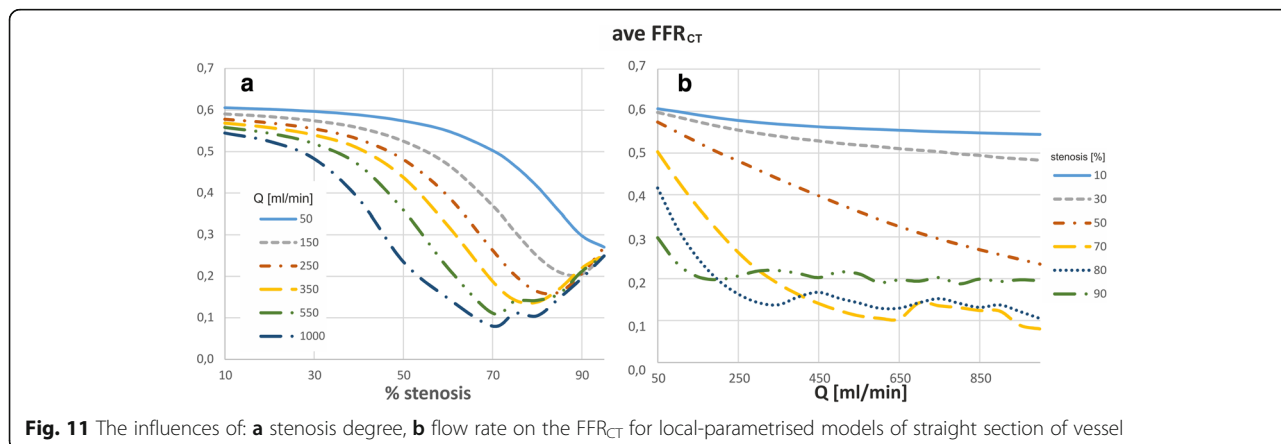 ave FFRCT
a
0,7
0,6
0,5
0,4
0,3
0,2
0,1
0,0
Q [ml/min]
50
150
250
350
550
1000
10 30 50 70 90
% stenosis
b
0,7
0,6
0,5
0,4
0,3
0,2
0,1
0,0
50 250 450 650 850
Q [ml/min]
stenosis [%]
10
30
50
70
80
90
Fig. 11 The influences of: a stenosis degree, b flow rate on the FFRCT for local-parametrised models of straight section of vessel